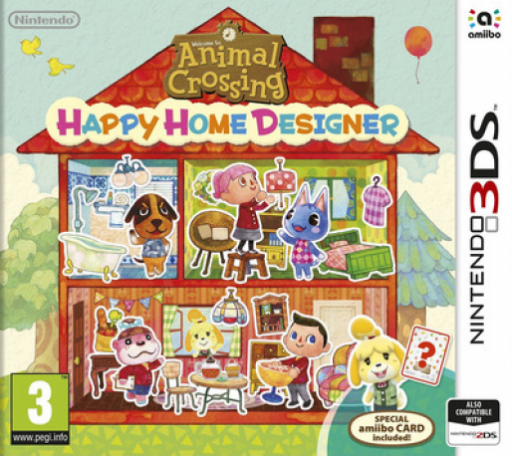 Nintendo
Welcome to
Animal
Crossing
HAPPY HOME DESIGNER
amiibo
NINTENDO 3DS
™
3
www.pegi.info
?
SPECIAL
amiibo CARD
included!
ALSO
COMPATIBLE
WITH
NINTENDO 2DS